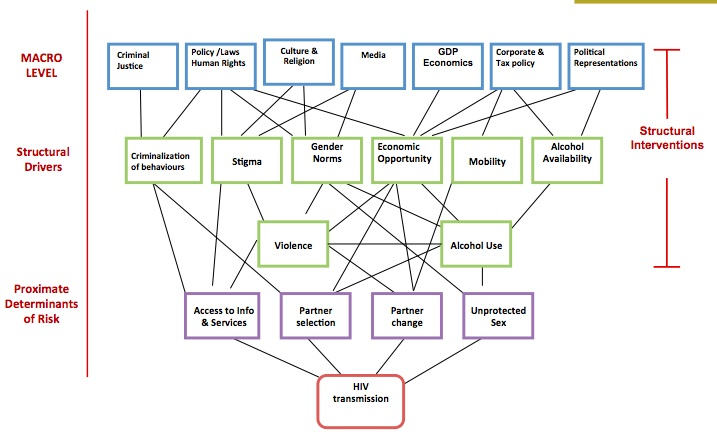 MACRO
LEVEL
Criminal
Justice
Policy /Laws
Human Rights
Culture &
Religion
Media
GDP
Economics
Corporate &
Tax policy
Political
Representations
Structural
Interventions
Structural
Drivers
Criminalization
of behaviours
Stigma
Gender
Norms
Economic
Opportunity
Mobility
Alcohol
Availability
Violence
Alcohol Use
Proximate
Determinants
of Risk
Access to Info
& Services
Partner
selection
Partner
change
Unprotected
Sex
HIV
transmission